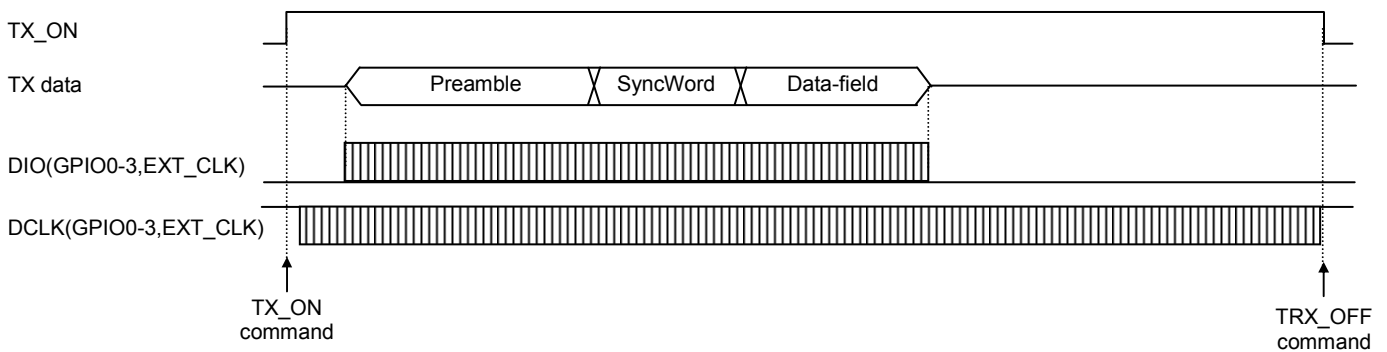 TX_ON
TX data
Preamble
SyncWord
Data-field
DIO(GPIO0-3,EXT_CLK)
DCLK(GPIO0-3,EXT_CLK)
TX_ON
command
TRX_OFF
command